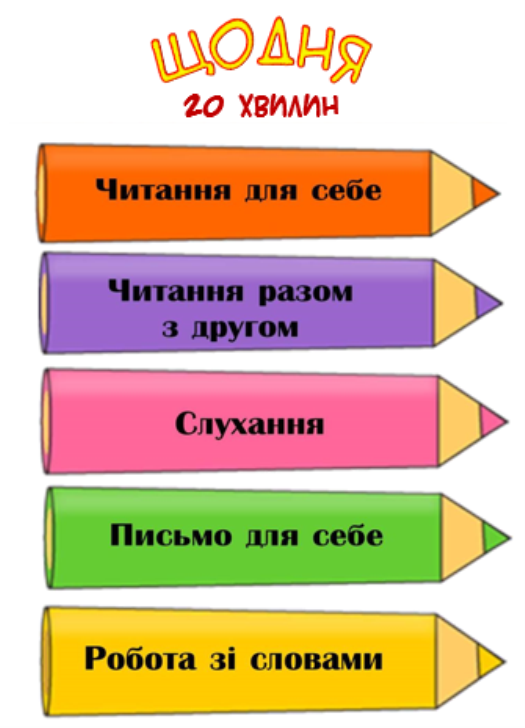 ЩОДНЯ
20 ХВИЛИН
Читання для себе
Читання разом
з другом
Слухання
Письмо для себе
Робота зі словами